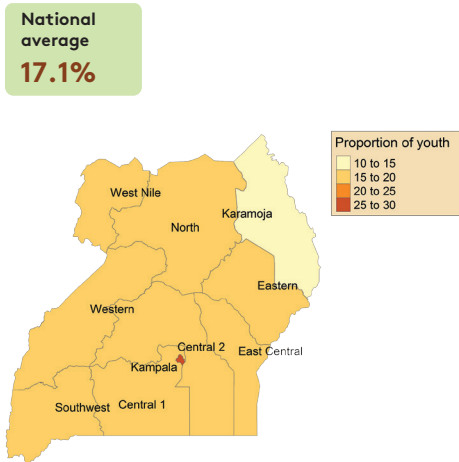 National
average
17.1%
Proportion of youth
10 to 15
15 to 20
20 to 25
25 to 30
West Nile
Karamoja
North
Eastern
Western
Central 2
East Central
Kampala
Southwest
Central 1